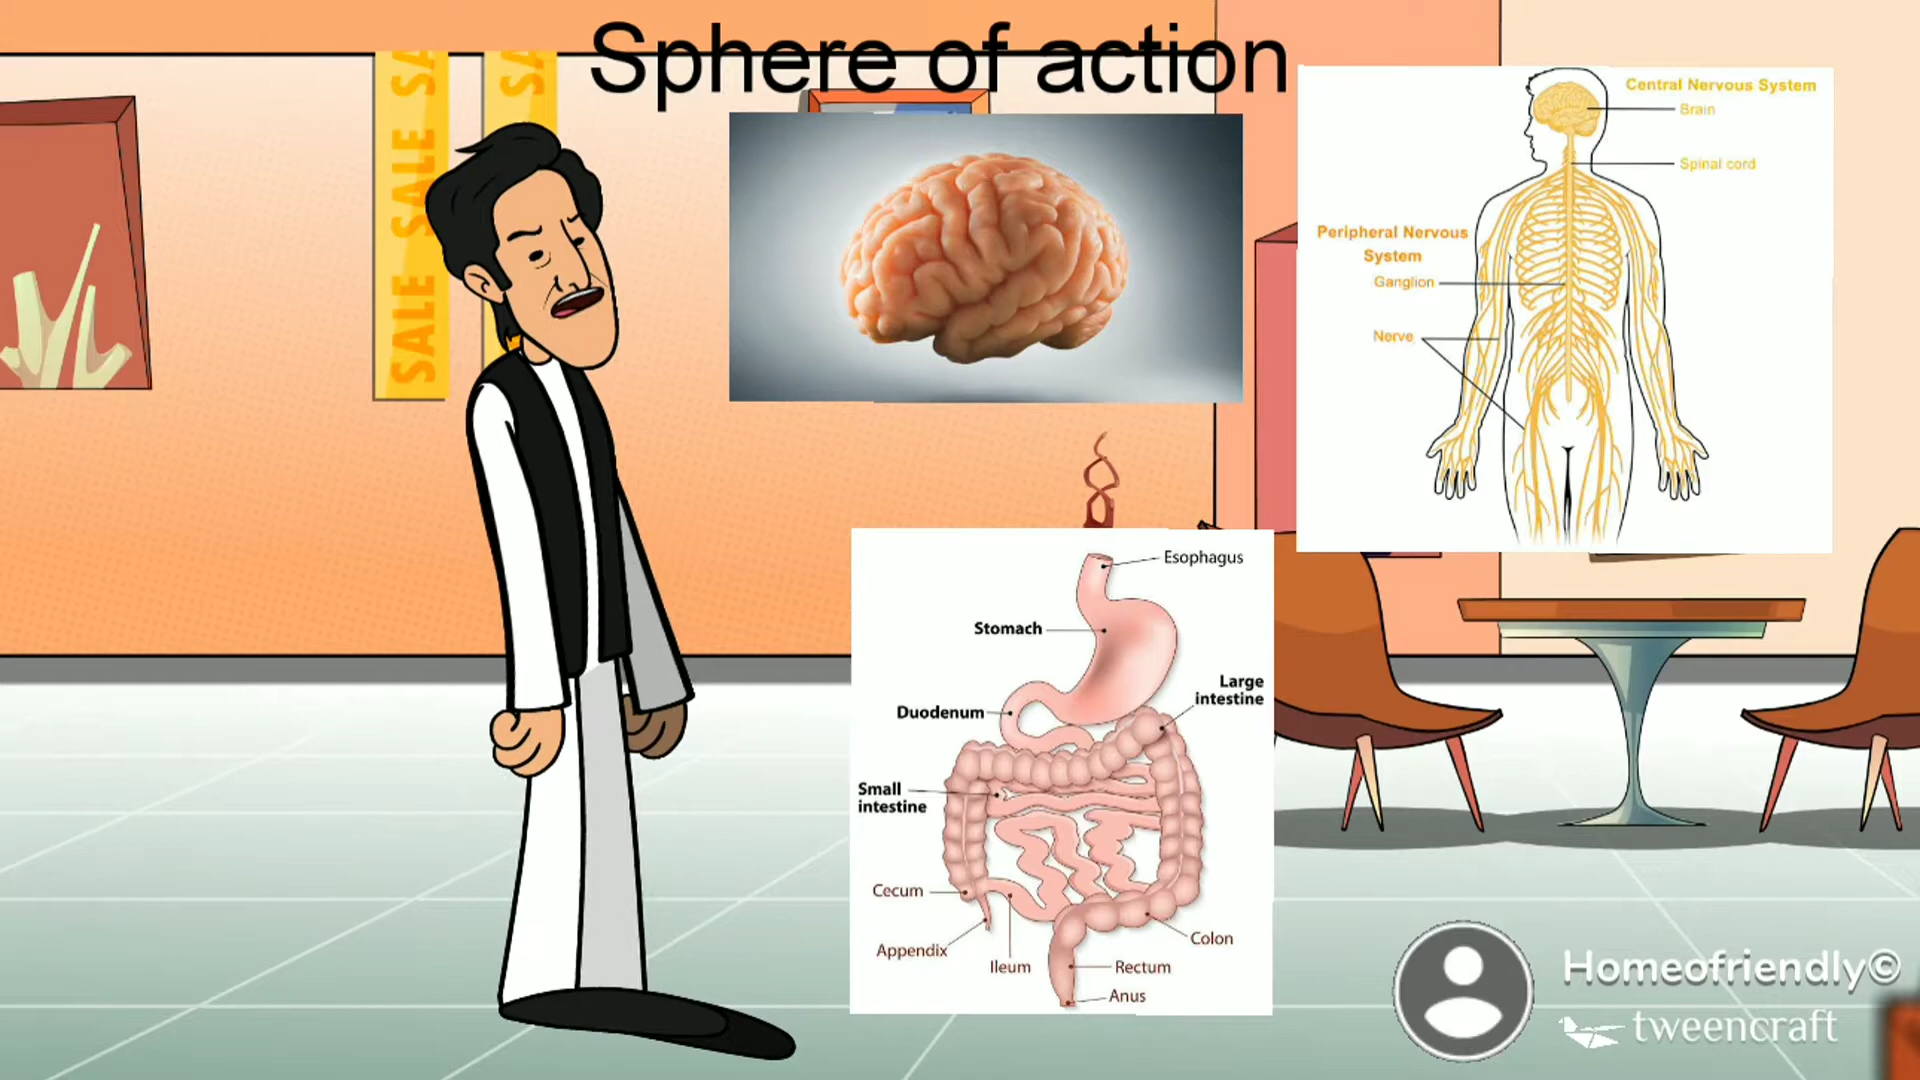 Sphere of action
SALE SALE SA
SA
Central Nervous System
Brain
Spinal cord
Peripheral Nervous
System
Ganglion
Nerve
Esophagus
Stomach
Large
intestine
Duodenum
Small
intestine
Cecum
Appendix
Ileum
Colon
Rectum
Anus
Homeofriendly©
tweencraft